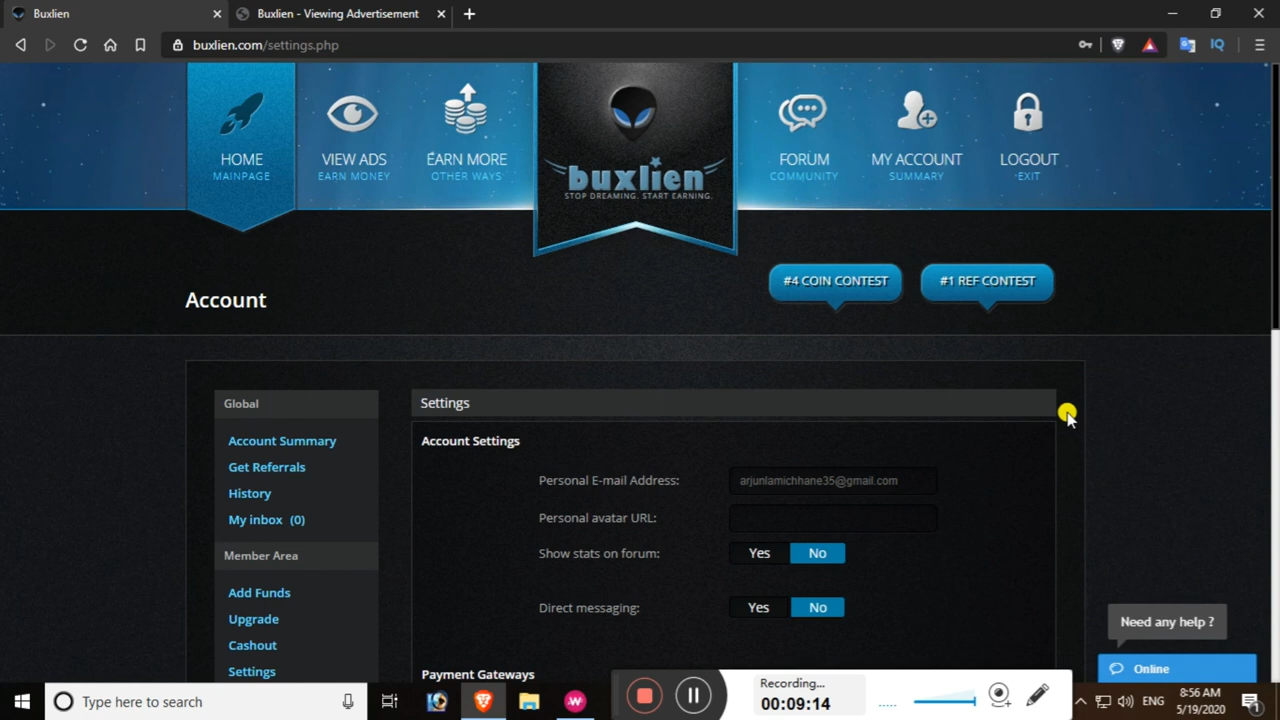 Buxlien
Buxlien - Viewing Advertisement
buxlien.com/settings.php
IQ
HOME
MAINPAGE
VIEW ADS
EARN MONEY
EARN MORE
OTHER WAYS
buxlien
STOP DREAMING. START EARNING.
FORUM
COMMUNITY
MY ACCOUNT
SUMMARY
LOGOUT
EXIT
Account
#4 COIN CONTEST
#1 REF CONTEST
Global
Account Summary
Get Referrals
History
My inbox (0)
Member Area
Add Funds
Upgrade
Cashout
Settings
Settings
Account Settings
Personal E-mail Address: arjunlamichhane35@gmail.com
Personal avatar URL:
Show stats on forum: Yes No
Direct messaging: Yes No
Payment Gateways
Need any help ?
Online
Type here to search
Recording...
00:09:14
ENG
8:56 AM
5/19/2020
1